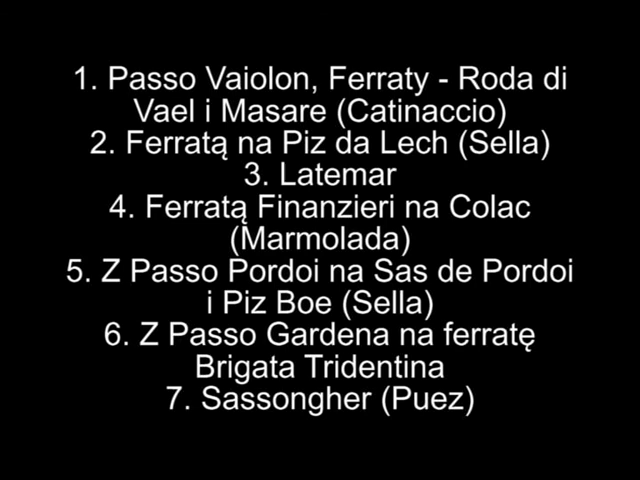 1. Passo Vaiolon, Ferraty - Roda di
Vael i Masare (Catinaccio)
2. Ferratą na Piz da Lech (Sella)
3. Latemar
4. Ferratą Finanzieri na Colac
(Marmolada)
5. Z Passo Pordoi na Sas de Pordoi
i Piz Boe (Sella)
6. Z Passo Gardena na ferratę
Brigata Tridentina
7. Sassongher (Puez)